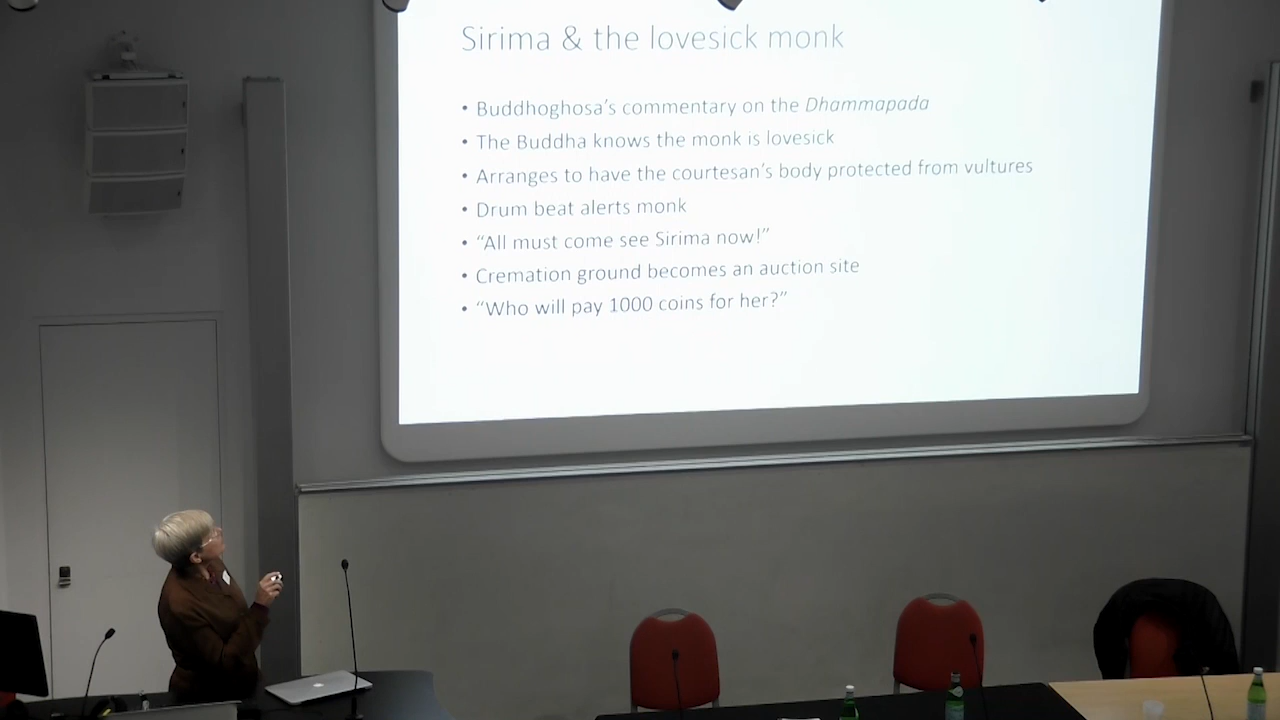 Sirima & the lovesick monk
• Buddhoghosa's commentary on the Dhammapada
• The Buddha knows the monk is lovesick
• Arranges to have the courtesan's body protected from vultures
• Drum beat alerts monk
• “All must come see Sirima now!”
• Cremation ground becomes an auction site
• “Who will pay 1000 coins for her?”